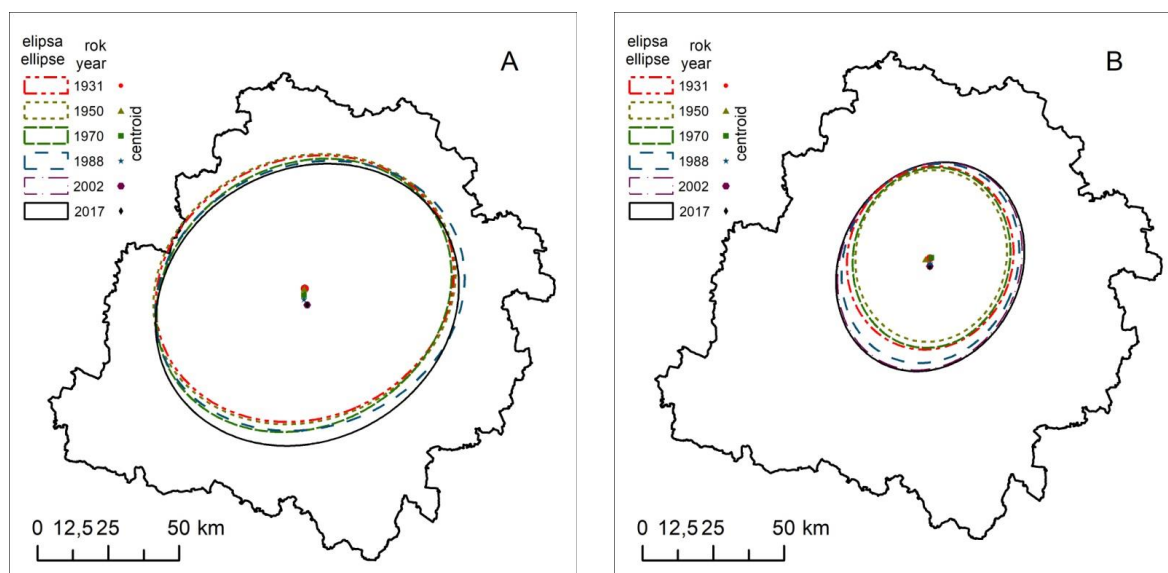 elipsa rok
ellipse year
A
1931
1950
1970
1988
2002
2017
centroid
0 12,5 25 50 km
elipsa rok
ellipse year
B
1931
1950
1970
1988
2002
2017
centroid
0 12,5 25 50 km